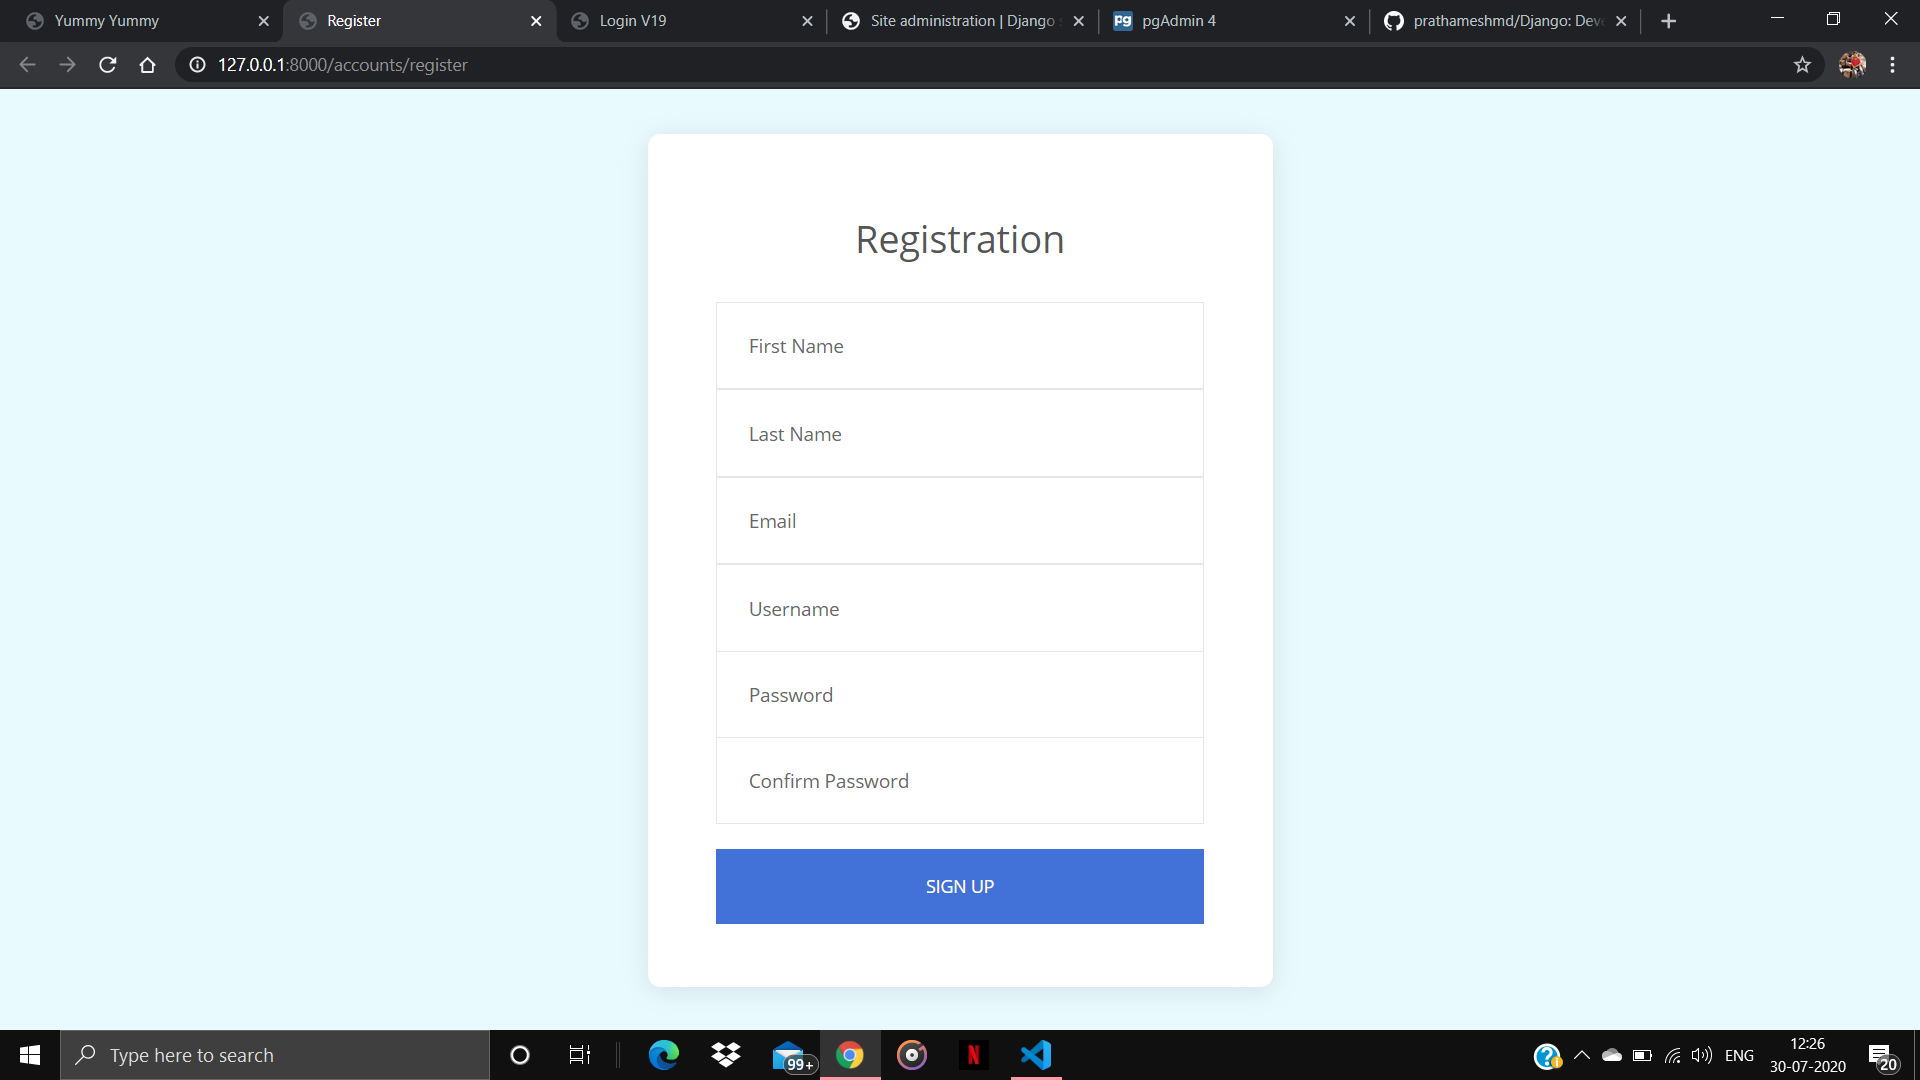 Yummy Yummy
Register
Login V19
Site administration | Django s
pgAdmin 4
prathameshmd/Django: Deve
127.0.0.1:8000/accounts/register
Registration
First Name
Last Name
Email
Username
Password
Confirm Password
SIGN UP
Type here to search
99+
N
ENG
12:26
30-07-2020
20